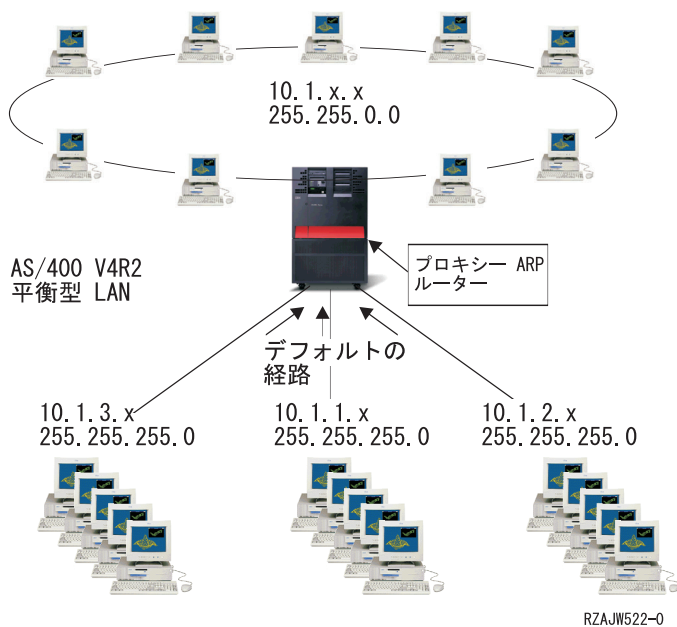 10.1.x.x
255.255.0.0
AS/400 V4R2
平衡型 LAN
プロキシー ARP
ルーター
デフォルトの
経路
10.1.3.x
255.255.255.0
10.1.1.x
255.255.255.0
10.1.2.x
255.255.255.0
RZAJW522-0